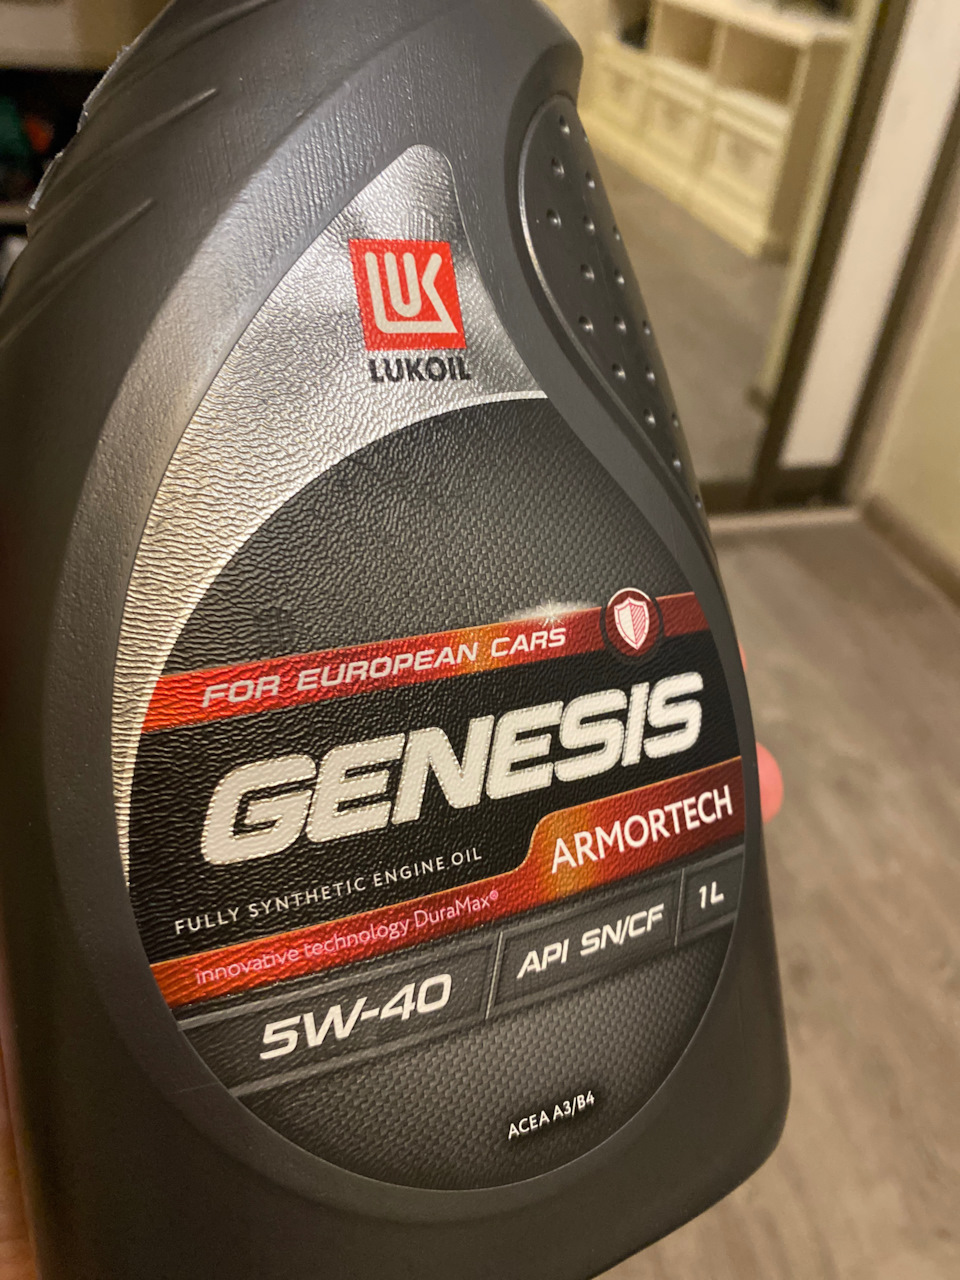 LUK
LUKOIL
FOR EUROPEAN CARS
GENESIS
ARMORTECH
FULLY SYNTHETIC ENGINE OIL
innovative technology DuraMax®
5W-40
API SN/CF
1L
ACEA A3/B4